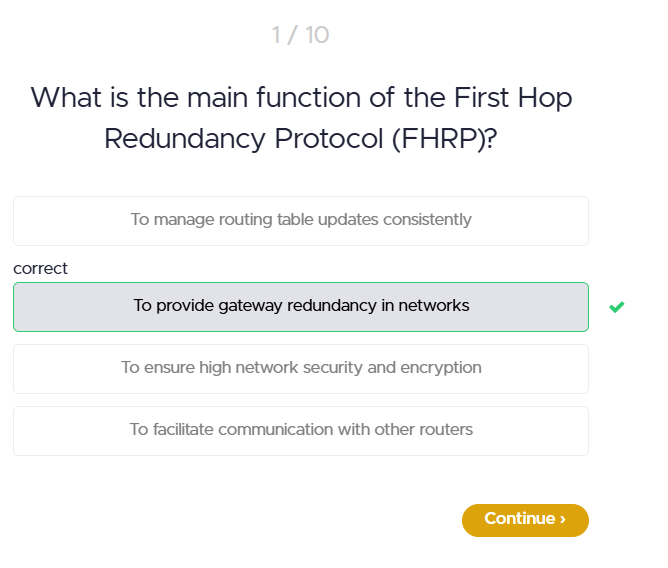 1 / 10
What is the main function of the First Hop
Redundancy Protocol (FHRP)?
To manage routing table updates consistently
correct
To provide gateway redundancy in networks
To ensure high network security and encryption
To facilitate communication with other routers
Continue ›